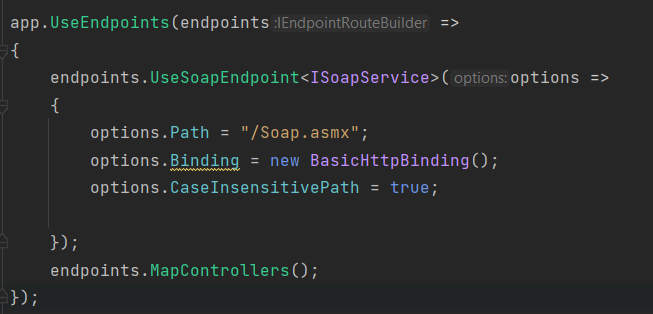 app.UseEndpoints(endpoints:IEndpointRouteBuilder =>
{
    endpoints.UseSoapEndpoint<ISoapService>(options:options =>
    {
        options.Path = "/Soap.asmx";
        options.Binding = new BasicHttpBinding();
        options.CaseInsensitivePath = true;
    });
    endpoints.MapControllers();
});